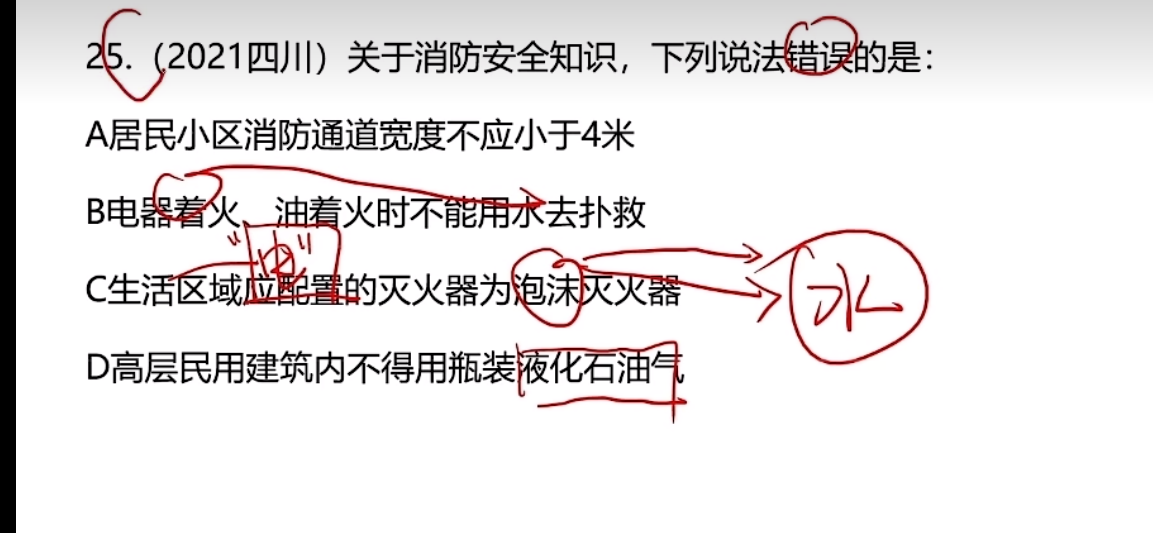 25.（2021四川）关于消防安全知识，下列说法错误的是：
A居民小区消防通道宽度不应小于4米
B电器着火、油着火时不能用水去扑救
"电"
C生活区域应配置的灭火器为泡沫灭火器
水
D高层民用建筑内不得用瓶装液化石油气